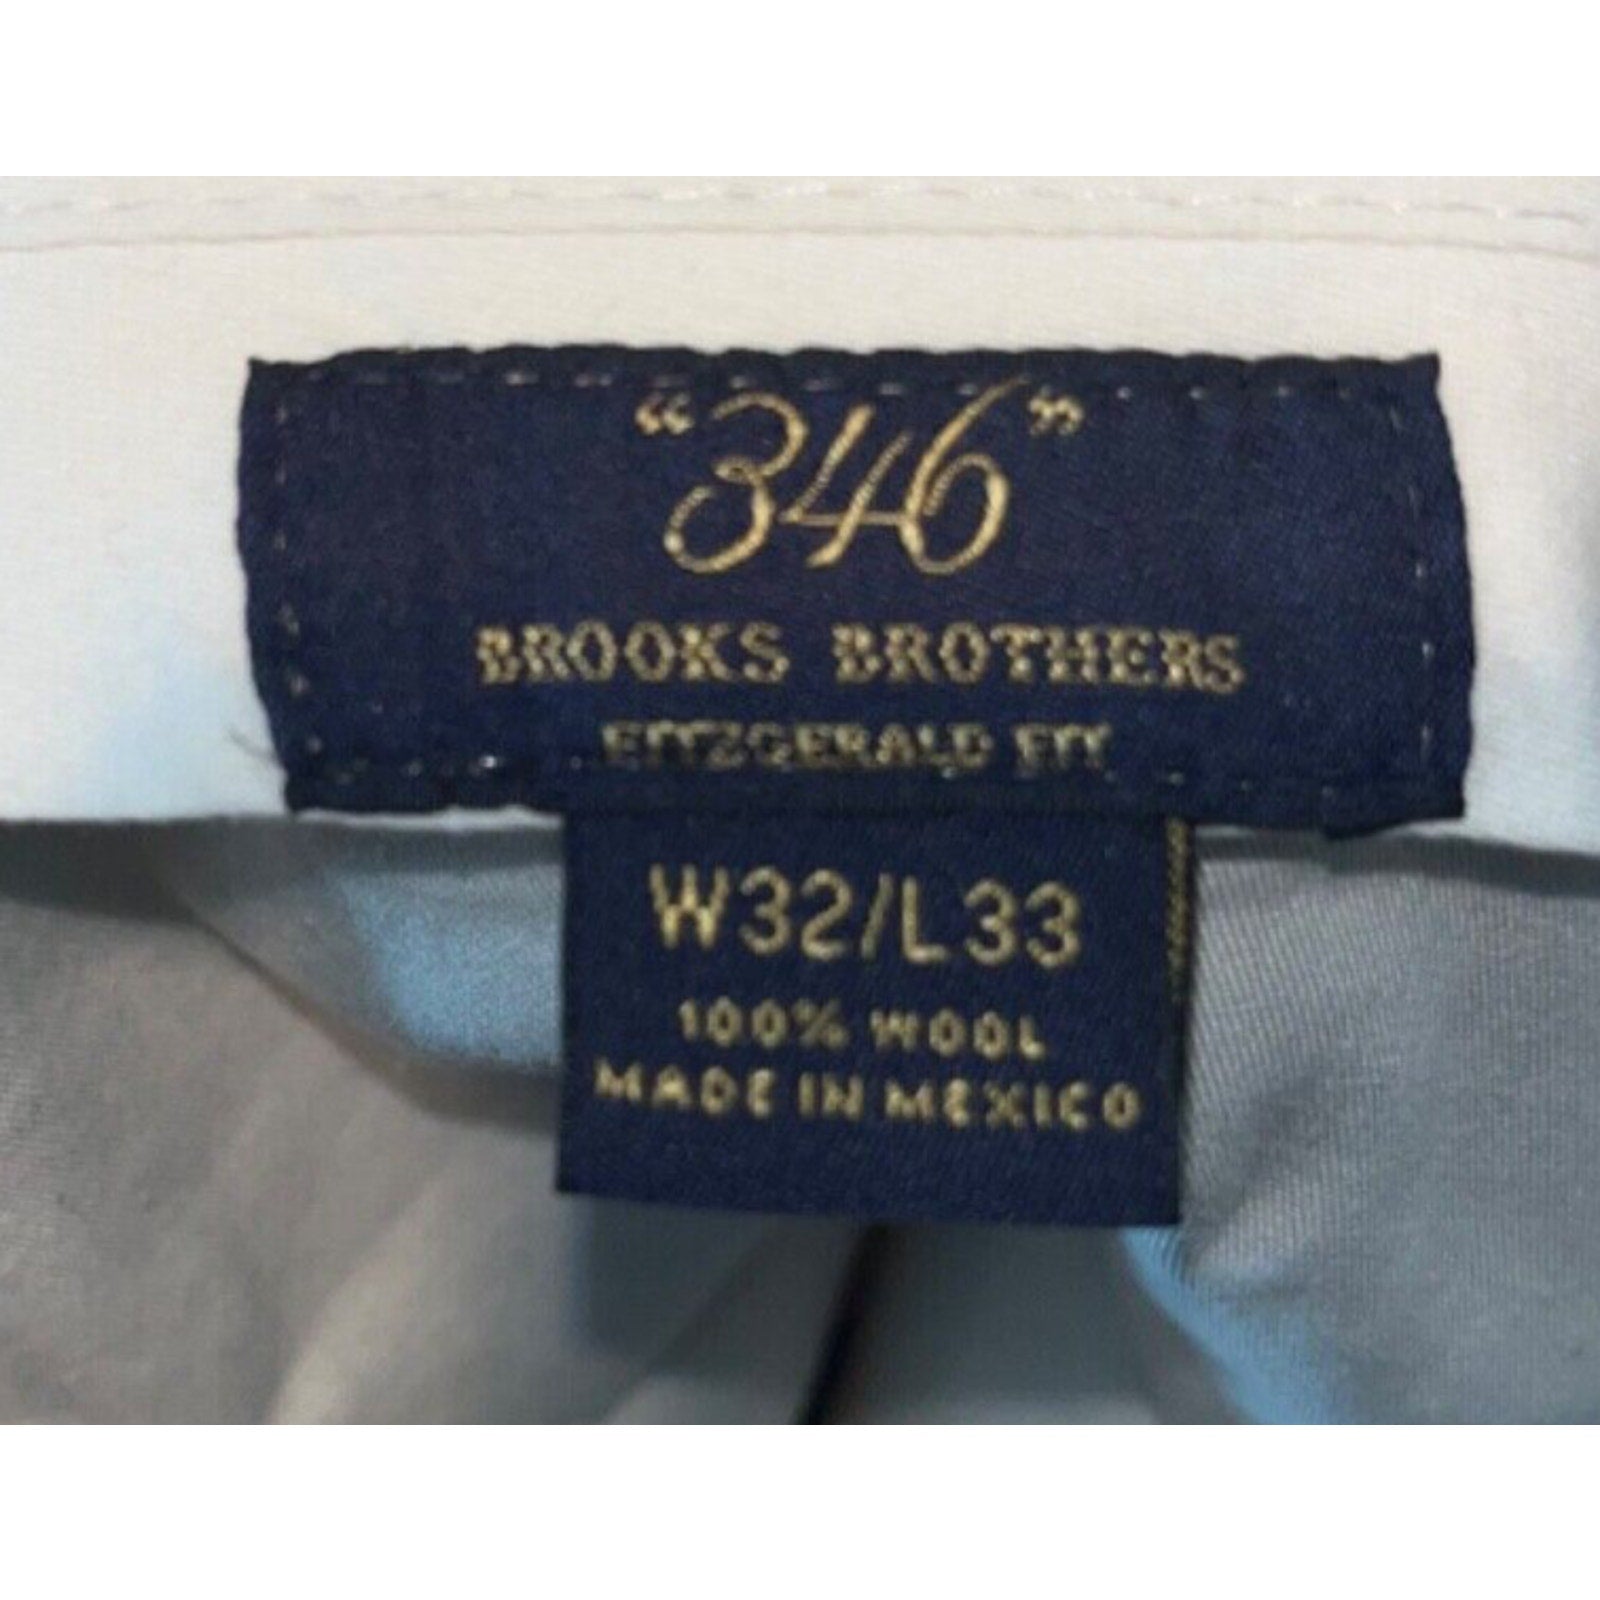 "346"
BROOKS BROTHERS
FITZGERALD FIT
W32/L33
100% WOOL
MADE IN MEXICO